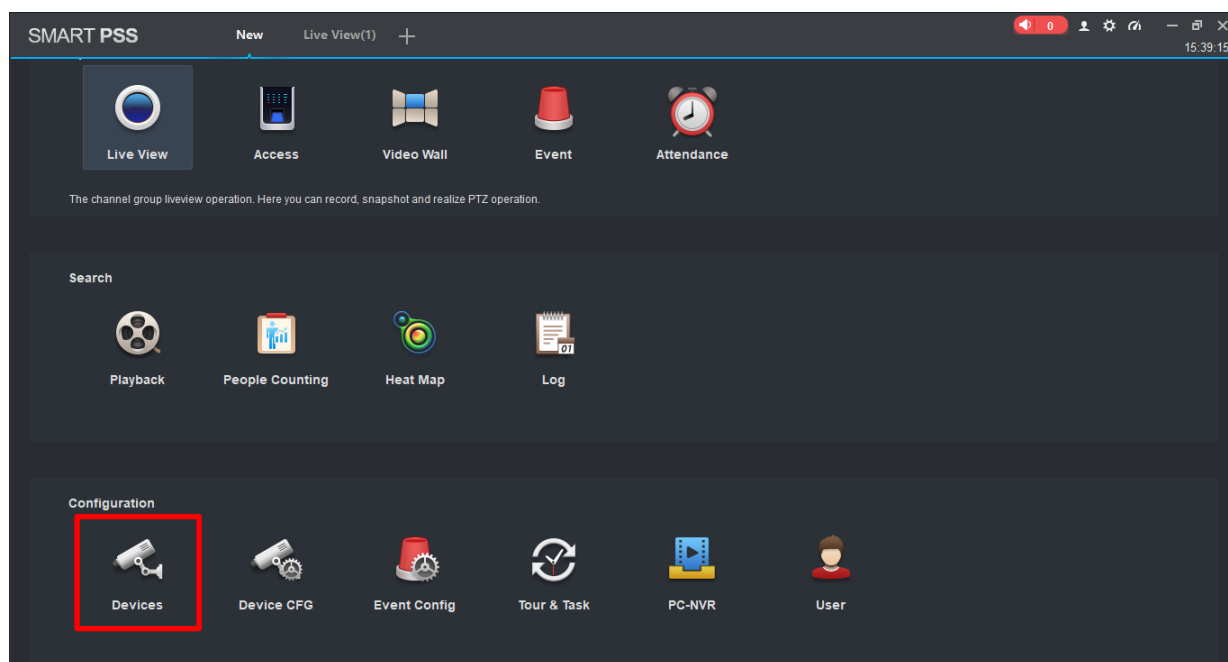 SMART PSS New Live View(1) 0
15:39:15
Live View Access Video Wall Event Attendance
The channel group liveview operation. Here you can record, snapshot and realize PTZ operation.
Search
01
Playback People Counting Heat Map Log
Configuration
Devices Device CFG Event Config Tour & Task PC-NVR User